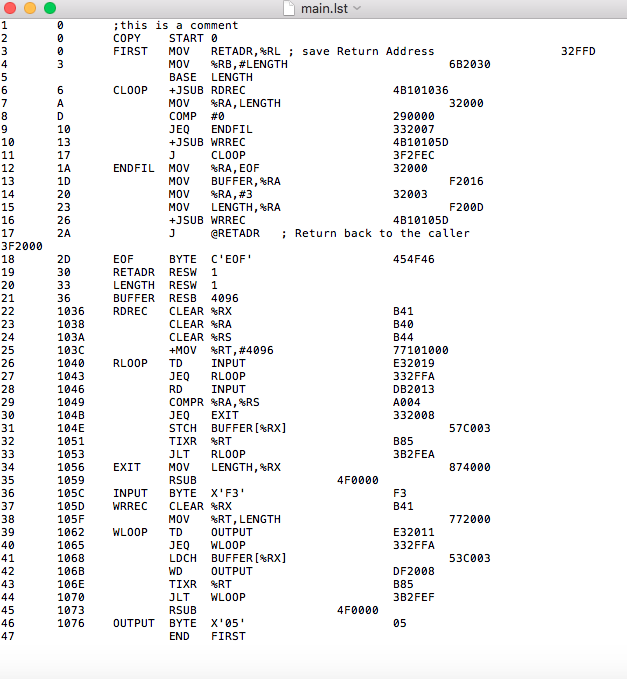 main.lst
1 0 ;this is a comment
2 0 COPY START 0
3 0 FIRST MOV RETADR,%RL ; save Return Address 32FFD
4 3 MOV %RB,#LENGTH 6B2030
5 BASE LENGTH
6 6 CLOOP +JSUB RDREC 4B101036
7 A MOV %RA,LENGTH 32000
8 D COMP #0 290000
9 10 JEQ ENDFIL 332007
10 13 +JSUB WRREC 4B10105D
11 17 J CLOOP 3F2FEC
12 1A ENDFIL MOV %RA,EOF 32000
13 1D MOV BUFFER,%RA F2016
14 20 MOV %RA,#3 32003
15 23 MOV LENGTH,%RA F200D
16 26 +JSUB WRREC 4B10105D
17 2A J @RETADR ; Return back to the caller
3F2000
18 2D EOF BYTE C'EOF' 454F46
19 30 RETADR RESW 1
20 33 LENGTH RESW 1
21 36 BUFFER RESB 4096
22 1036 RDREC CLEAR %RX B41
23 1038 CLEAR %RA B40
24 103A CLEAR %RS B44
25 103C +MOV %RT,#4096 77101000
26 1040 RLOOP TD INPUT E32019
27 1043 JEQ RLOOP 332FFA
28 1046 RD INPUT DB2013
29 1049 COMPR %RA,%RS A004
30 104B JEQ EXIT 332008
31 104E STCH BUFFER[%RX] 57C003
32 1051 TIXR %RT B85
33 1053 JLT RLOOP 3B2FEA
34 1056 EXIT MOV LENGTH,%RX 874000
35 1059 RSUB 4F0000
36 105C INPUT BYTE X'F3' F3
37 105D WRREC CLEAR %RX B41
38 105F MOV %RT,LENGTH 772000
39 1062 WLOOP TD OUTPUT E32011
40 1065 JEQ WLOOP 332FFA
41 1068 LDCH BUFFER[%RX] 53C003
42 106B WD OUTPUT DF2008
43 106E TIXR %RT B85
44 1070 JLT WLOOP 3B2FEF
45 1073 RSUB 4F0000
46 1076 OUTPUT BYTE X'05' 05
47 END FIRST